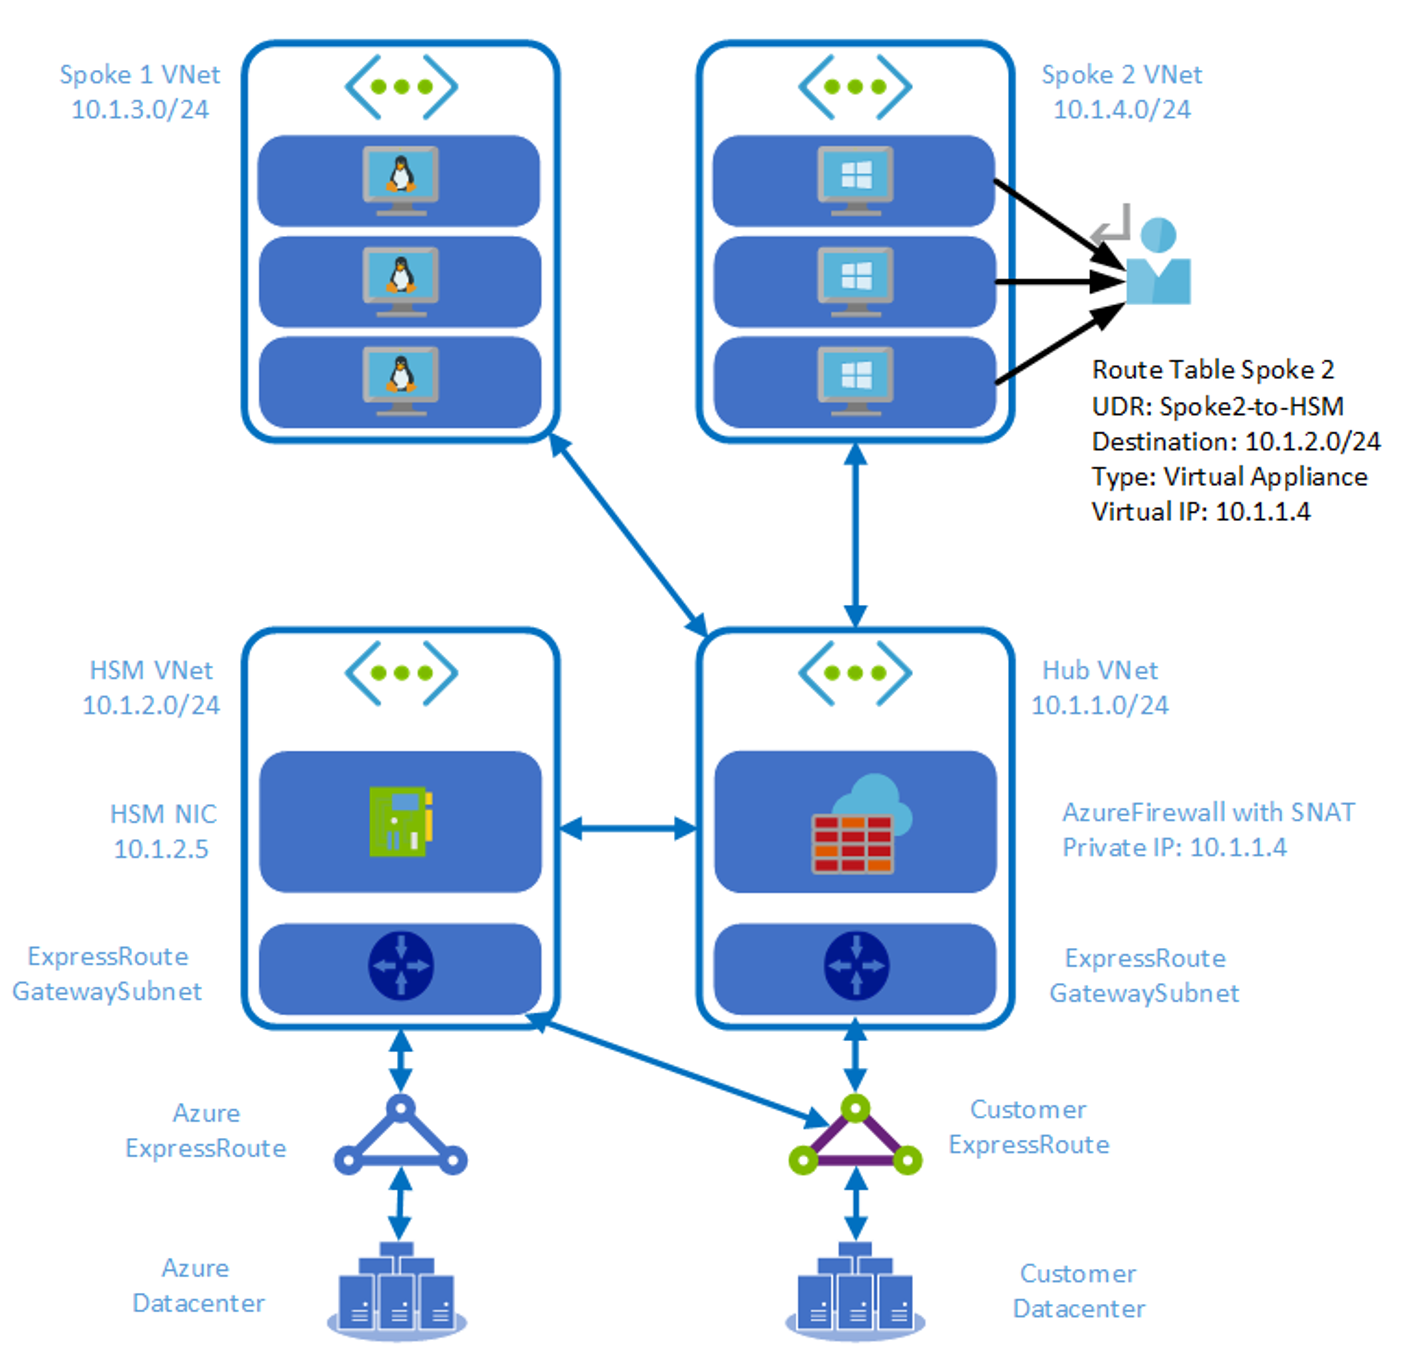 Spoke 1 VNet
10.1.3.0/24
Spoke 2 VNet
10.1.4.0/24
Route Table Spoke 2
UDR: Spoke2-to-HSM
Destination: 10.1.2.0/24
Type: Virtual Appliance
Virtual IP: 10.1.1.4
HSM VNet
10.1.2.0/24
Hub VNet
10.1.1.0/24
HSM NIC
10.1.2.5
AzureFirewall with SNAT
Private IP: 10.1.1.4
ExpressRoute
GatewaySubnet
ExpressRoute
GatewaySubnet
Azure
ExpressRoute
Customer
ExpressRoute
Azure
Datacenter
Customer
Datacenter